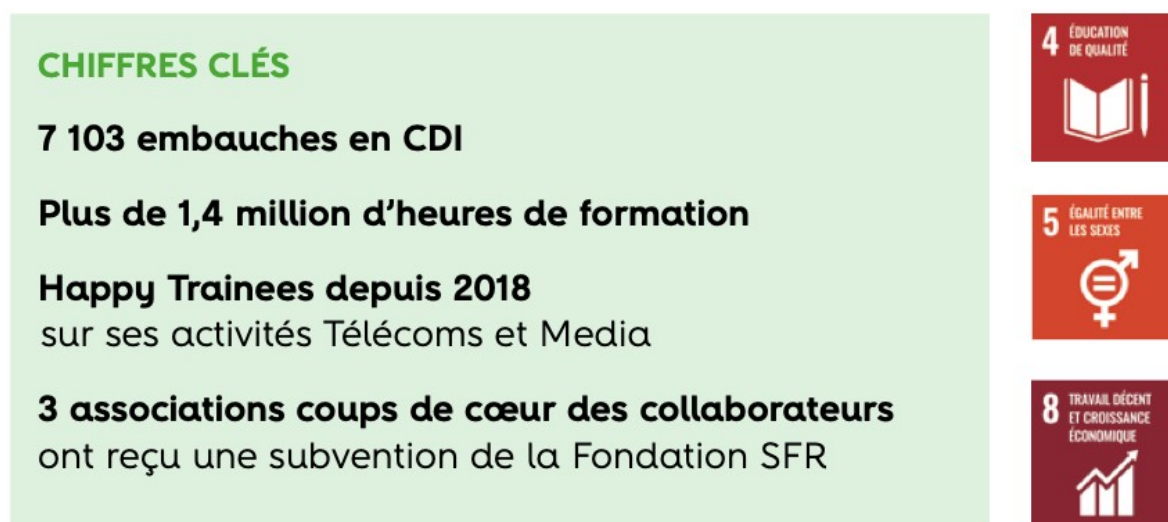 CHIFFRES CLÉS
7 103 embauches en CDI
Plus de 1,4 million d’heures de formation
Happy Trainees depuis 2018
sur ses activités Télécoms et Media
3 associations coups de cœur des collaborateurs
ont reçu une subvention de la Fondation SFR
4 ÉDUCATION
DE QUALITÉ
5 ÉGALITÉ ENTRE
LES SEXES
8 TRAVAIL DÉCENT
ET CROISSANCE
ÉCONOMIQUE